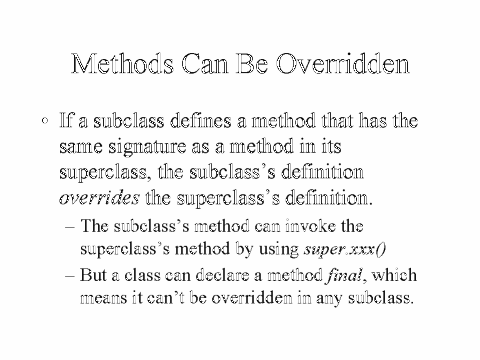 Methods Can Be Overridden
◦ If a subclass defines a method that has the
same signature as a method in its
superclass, the subclass's definition
overrides the superclass's definition.
– The subclass's method can invoke the
superclass's method by using super.xxx()
– But a class can declare a method final, which
means it can't be overridden in any subclass.